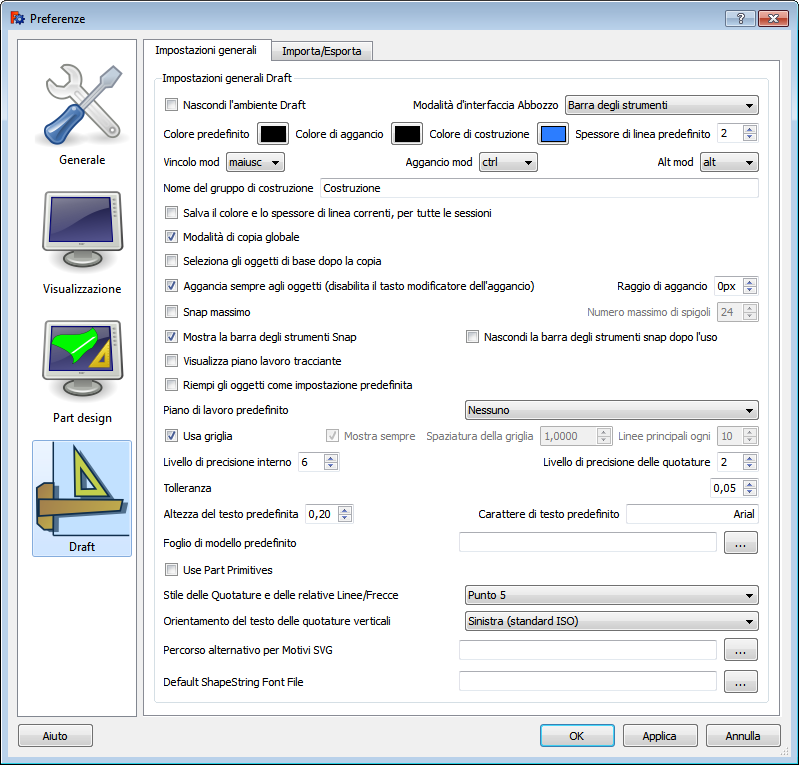 Preferenze
?
Generale
Visualizzazione
Part design
Draft
Impostazioni generali
Importa/Esporta
Impostazioni generali Draft
Nascondi l'ambiente Draft Modalità d'interfaccia Abbozzo Barra degli strumenti
Colore predefinito Colore di aggancio Colore di costruzione Spessore di linea predefinito 2
Vincolo mod maiusc Aggancio mod ctrl Alt mod alt
Nome del gruppo di costruzione Costruzione
Salva il colore e lo spessore di linea correnti, per tutte le sessioni
Modalità di copia globale
Seleziona gli oggetti di base dopo la copia
Aggancia sempre agli oggetti (disabilita il tasto modificatore dell'aggancio) Raggio di aggancio 0px
Snap massimo Numero massimo di spigoli 24
Mostra la barra degli strumenti Snap Nascondi la barra degli strumenti snap dopo l'uso
Visualizza piano lavoro tracciante
Riempi gli oggetti come impostazione predefinita
Piano di lavoro predefinito Nessuno
Usa griglia Mostra sempre Spaziatura della griglia 1,0000 Linee principali ogni 10
Livello di precisione interno 6 Livello di precisione delle quotature 2
Tolleranza 0,05
Altezza del testo predefinita 0,20 Carattere di testo predefinito Arial
Foglio di modello predefinito ...
Use Part Primitives
Stile delle Quotature e delle relative Linee/Frecce Punto 5
Orientamento del testo delle quotature verticali Sinistra (standard ISO)
Percorso alternativo per Motivi SVG ...
Default ShapeString Font File ...
Aiuto OK Applica Annulla